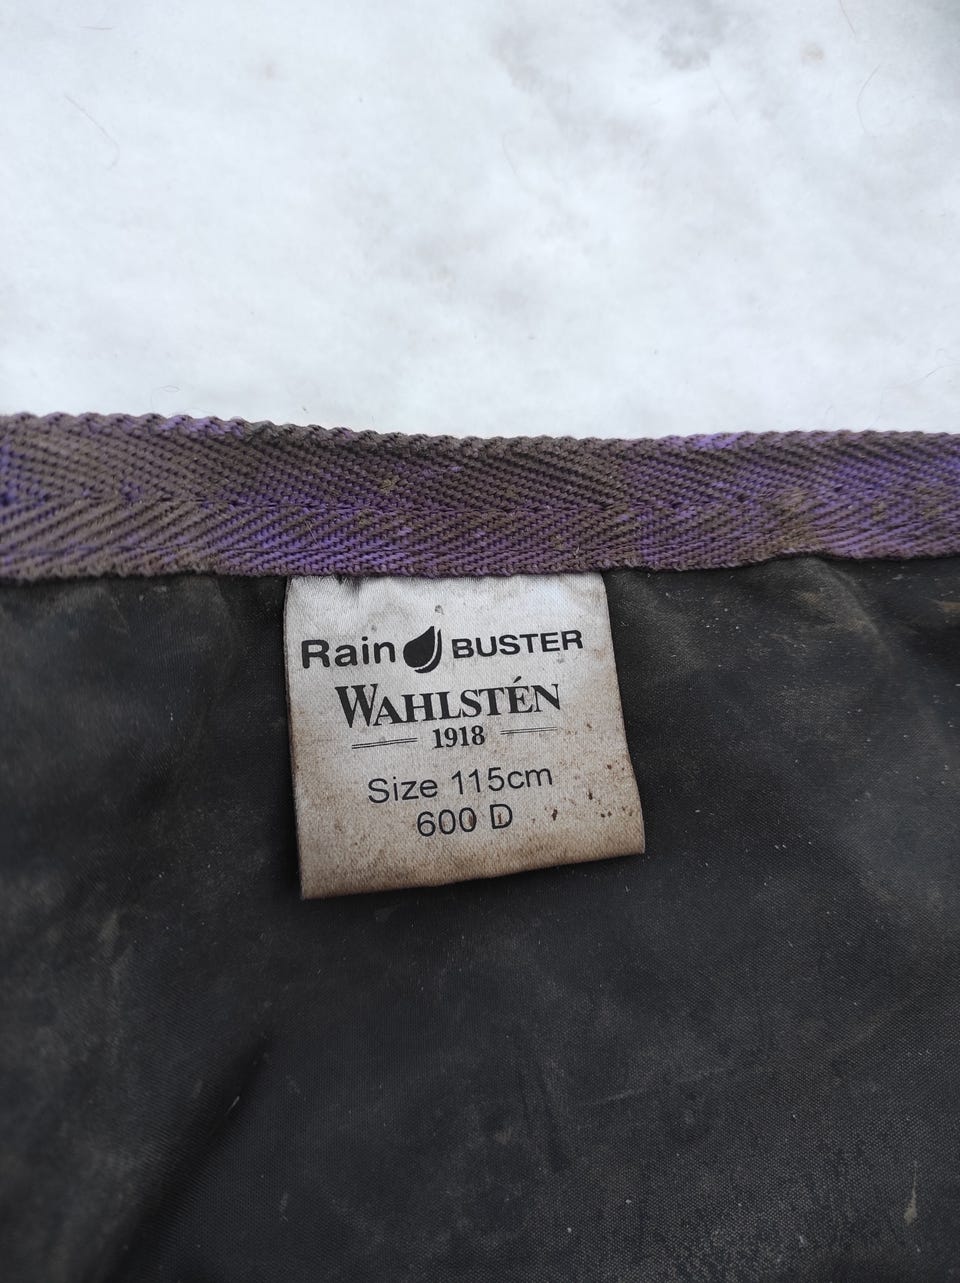 Rain BUSTER
WAHLSTÉN
1918
Size 115cm
600 D